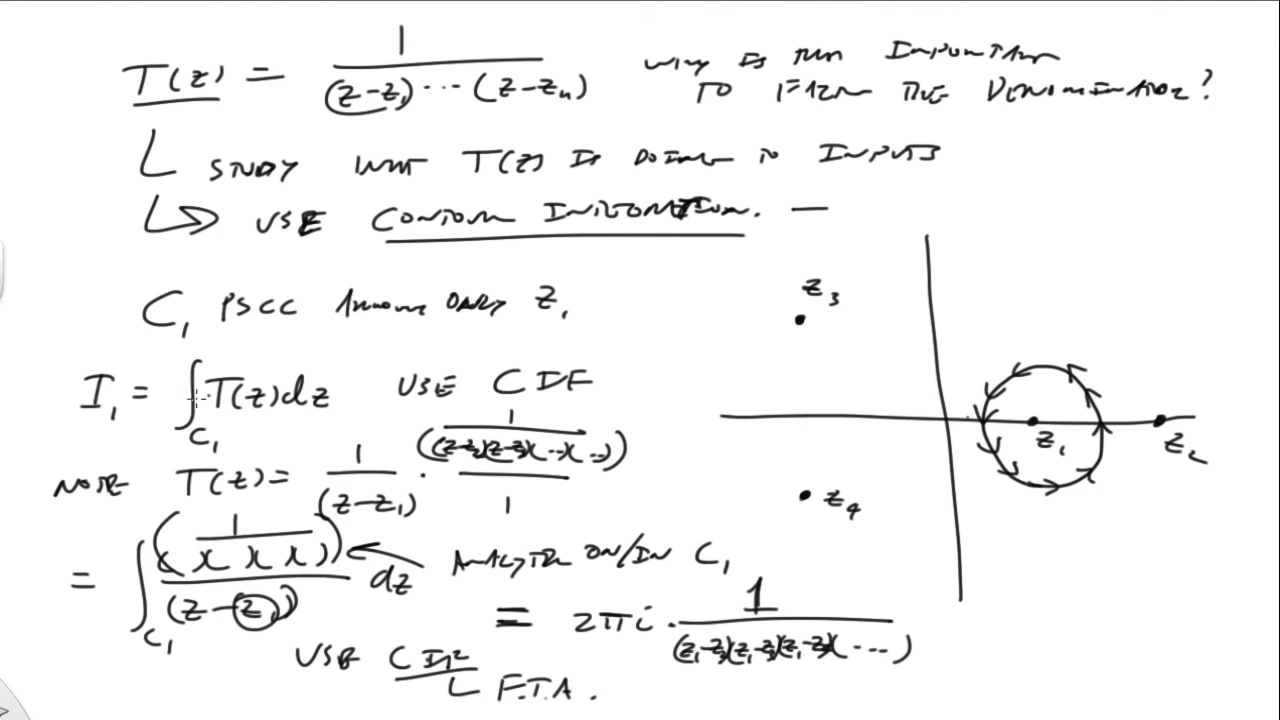 T(z) = 1 / (z-z₁)⋯(z-zₙ) WHY IS THIS IMPORTANT
TO FACTOR THE DENOMINATOR?
STUDY WHAT T(z) IS DOING TO INPUTS
USE CONTOUR INTEGRATION. —
C₁ PSCC AROUND ONLY z₁
z₃
I₁ = ∫_C₁ T(z)dz USE CIF
z₁ z₂
NOTE T(z) = 1/(z-z₁) · (1/((z-z₂)(z-z₃)(...)(...)))/1
z₄
= ∫_C₁ (1/( )( )( )( ))/(z-z₁) dz ANALYTIC ON/IN C₁
= 2πi · 1/((z₁-z₂)(z₁-z₃)(z₁-z₄)(⋯))
USE CIF
F.T.A.